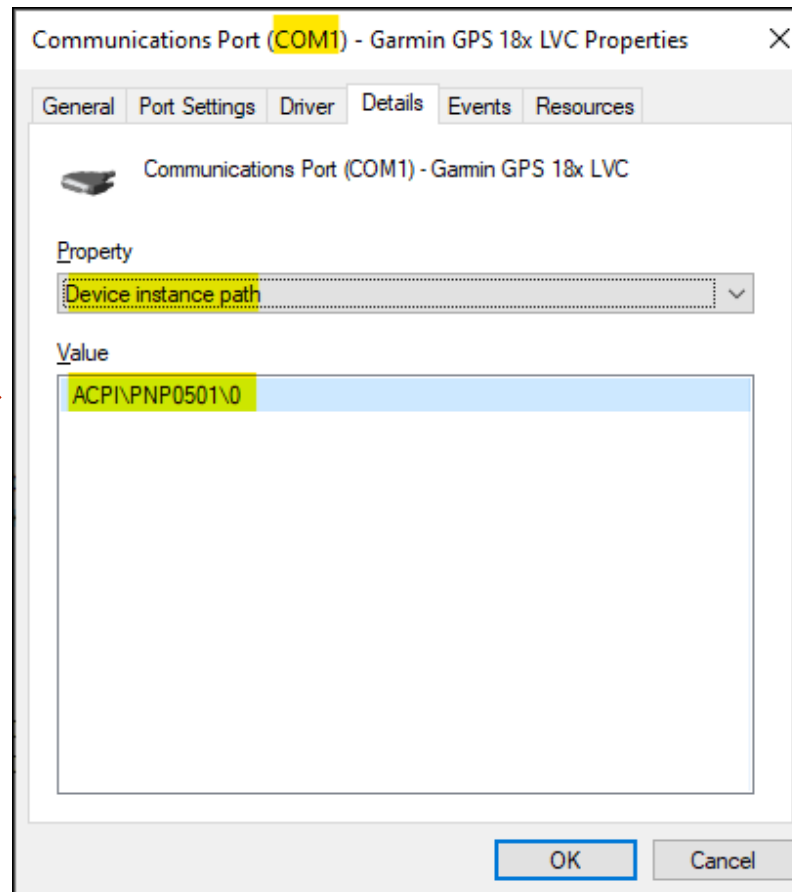 Communications Port (COM1) - Garmin GPS 18x LVC Properties
General Port Settings Driver Details Events Resources
Communications Port (COM1) - Garmin GPS 18x LVC
Property
Device instance path
Value
ACPI\PNP0501\0
OK Cancel